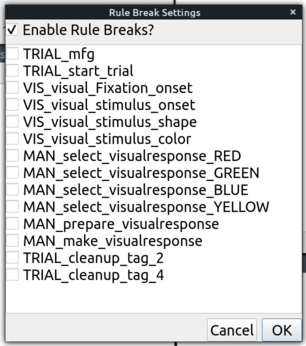 Rule Break Settings
Enable Rule Breaks?
TRIAL_mfg
TRIAL_start_trial
VIS_visual_Fixation_onset
VIS_visual_stimulus_onset
VIS_visual_stimulus_shape
VIS_visual_stimulus_color
MAN_select_visualresponse_RED
MAN_select_visualresponse_GREEN
MAN_select_visualresponse_BLUE
MAN_select_visualresponse_YELLOW
MAN_prepare_visualresponse
MAN_make_visualresponse
TRIAL_cleanup_tag_2
TRIAL_cleanup_tag_4
Cancel OK